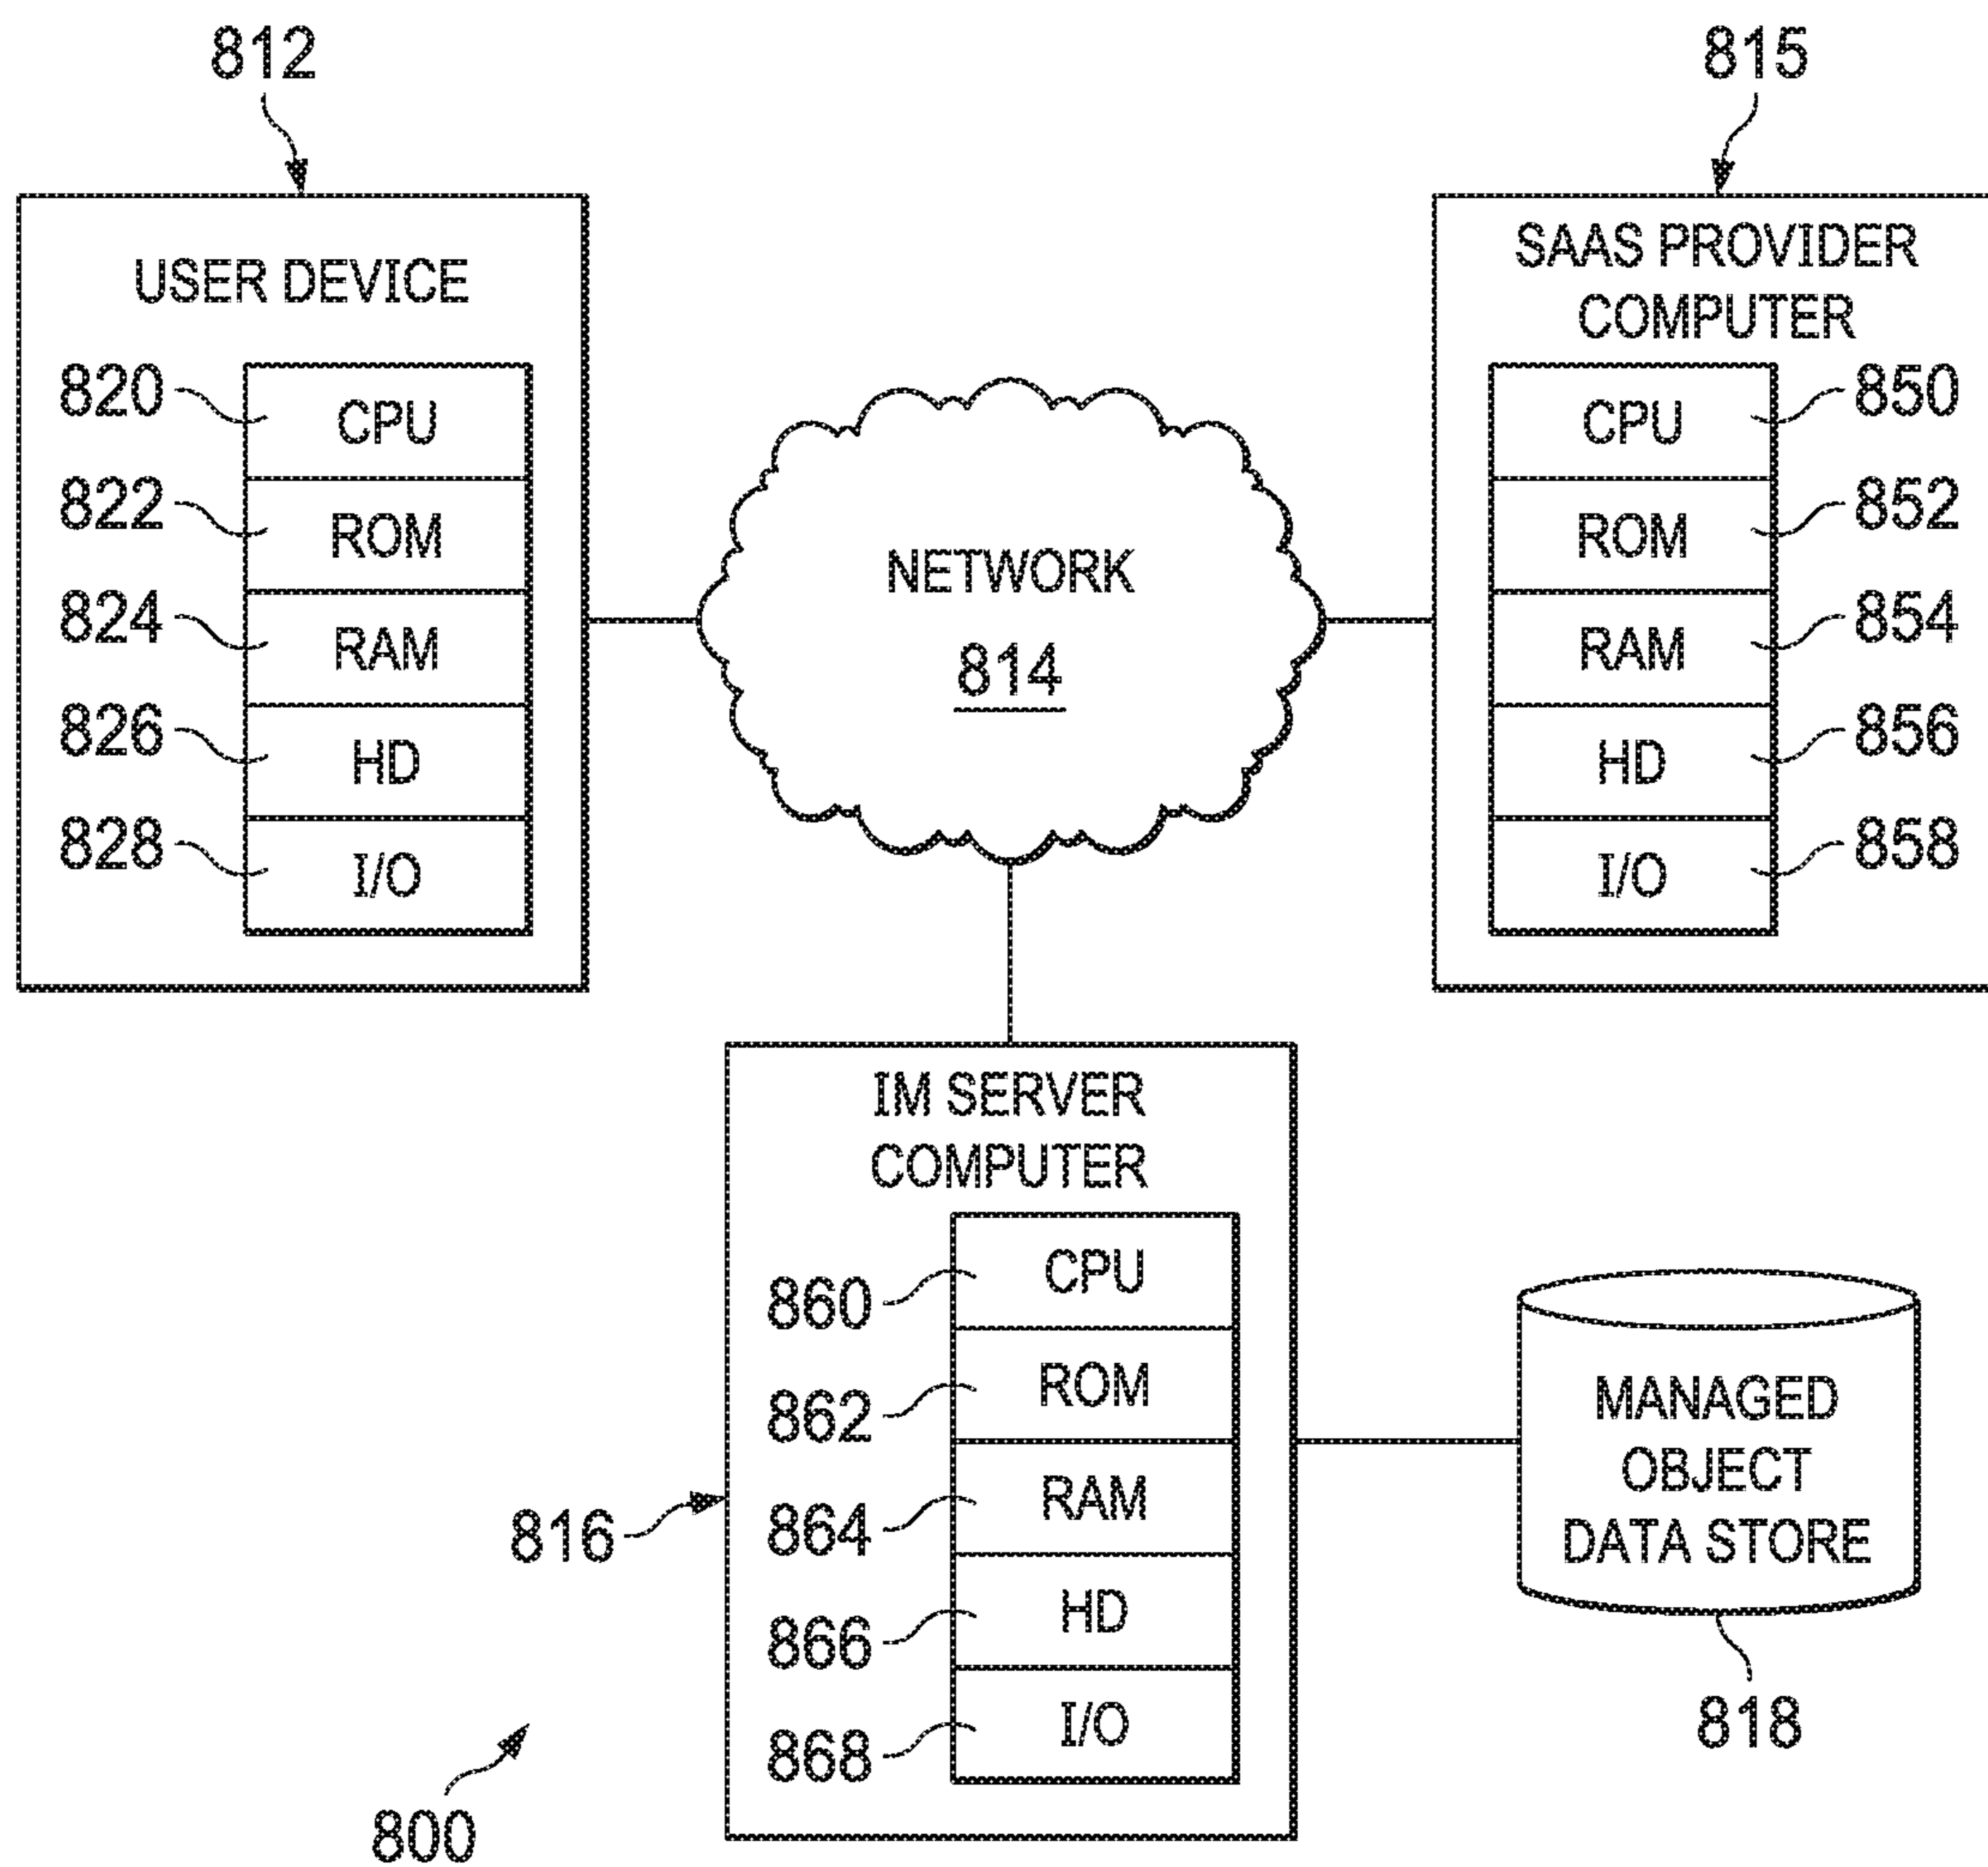 812
USER DEVICE
820 CPU
822 ROM
824 RAM
826 HD
828 I/O
NETWORK
814
815
SAAS PROVIDER
COMPUTER
CPU 850
ROM 852
RAM 854
HD 856
I/O 858
IM SERVER
COMPUTER
860 CPU
862 ROM
864 RAM
866 HD
868 I/O
816
MANAGED
OBJECT
DATA STORE
818
800